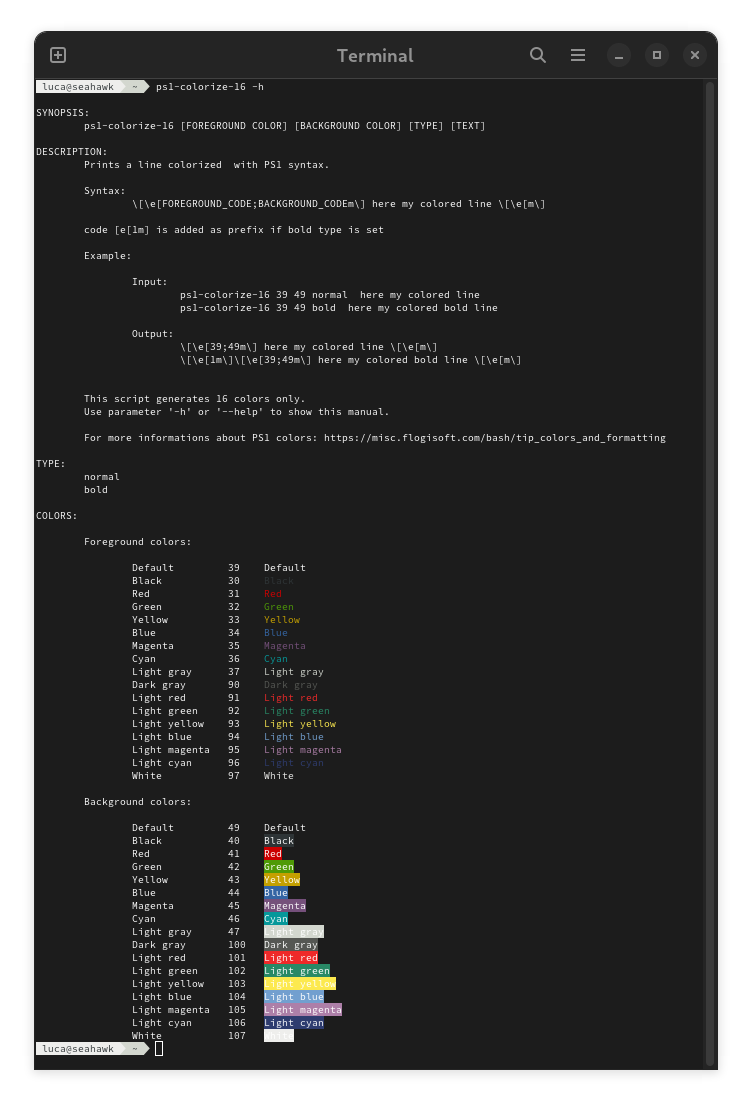 Terminal
luca@seahawk ~ ps1-colorize-16 -h
SYNOPSIS:
ps1-colorize-16 [FOREGROUND COLOR] [BACKGROUND COLOR] [TYPE] [TEXT]
DESCRIPTION:
Prints a line colorized  with PS1 syntax.
Syntax:
\[\e[FOREGROUND_CODE;BACKGROUND_CODEm\] here my colored line \[\e[m\]
code [e[1m] is added as prefix if bold type is set
Example:
Input:
ps1-colorize-16 39 49 normal  here my colored line
ps1-colorize-16 39 49 bold  here my colored bold line
Output:
\[\e[39;49m\] here my colored line \[\e[m\]
\[\e[1m\]\[\e[39;49m\] here my colored bold line \[\e[m\]
This script generates 16 colors only.
Use parameter '-h' or '--help' to show this manual.
For more informations about PS1 colors: https://misc.flogisoft.com/bash/tip_colors_and_formatting
TYPE:
normal
bold
COLORS:
Foreground colors:
Default 39 Default
Black 30 Black
Red 31 Red
Green 32 Green
Yellow 33 Yellow
Blue 34 Blue
Magenta 35 Magenta
Cyan 36 Cyan
Light gray 37 Light gray
Dark gray 90 Dark gray
Light red 91 Light red
Light green 92 Light green
Light yellow 93 Light yellow
Light blue 94 Light blue
Light magenta 95 Light magenta
Light cyan 96 Light cyan
White 97 White
Background colors:
Default 49 Default
Black 40 Black
Red 41 Red
Green 42 Green
Yellow 43 Yellow
Blue 44 Blue
Magenta 45 Magenta
Cyan 46 Cyan
Light gray 47 Light gray
Dark gray 100 Dark gray
Light red 101 Light red
Light green 102 Light green
Light yellow 103 Light yellow
Light blue 104 Light blue
Light magenta 105 Light magenta
Light cyan 106 Light cyan
White 107 White
luca@seahawk ~